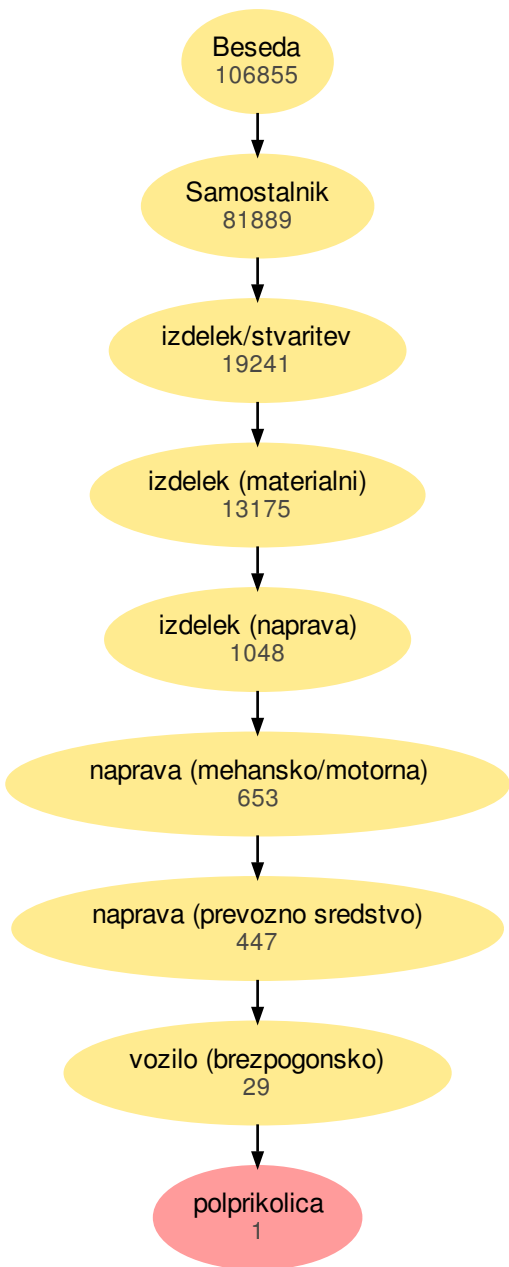 Beseda
106855
Samostalnik
81889
izdelek/stvaritev
19241
izdelek (materialni)
13175
izdelek (naprava)
1048
naprava (mehansko/motorna)
653
naprava (prevozno sredstvo)
447
vozilo (brezpogonsko)
29
polprikolica
1